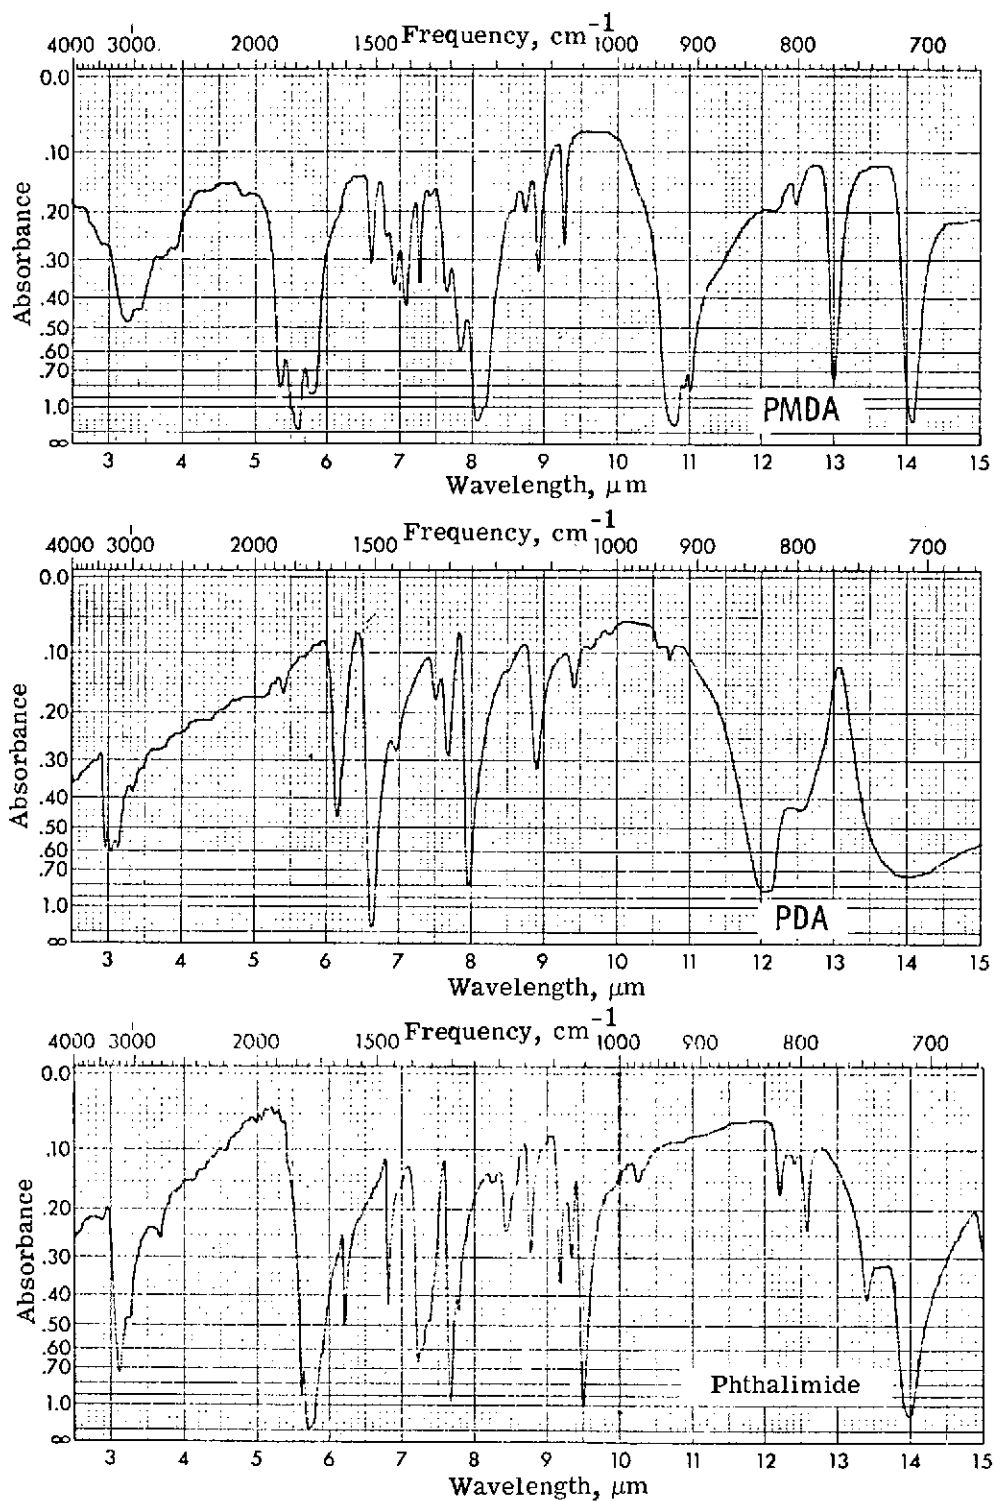 Frequency, cm-1
4000 3000 2000 1500 1000 900 800 700
Absorbance
0.0
.10
.20
.30
.40
.50
.60
.70
1.0
∞
PMDA
3 4 5 6 7 8 9 10 11 12 13 14 15
Wavelength, μm
Frequency, cm-1
4000 3000 2000 1500 1000 900 800 700
Absorbance
0.0
.10
.20
.30
.40
.50
.60
.70
1.0
∞
PDA
3 4 5 6 7 8 9 10 11 12 13 14 15
Wavelength, μm
Frequency, cm-1
4000 3000 2000 1500 1000 900 800 700
Absorbance
0.0
.10
.20
.30
.40
.50
.60
.70
1.0
∞
Phthalimide
3 4 5 6 7 8 9 10 11 12 13 14 15
Wavelength, μm